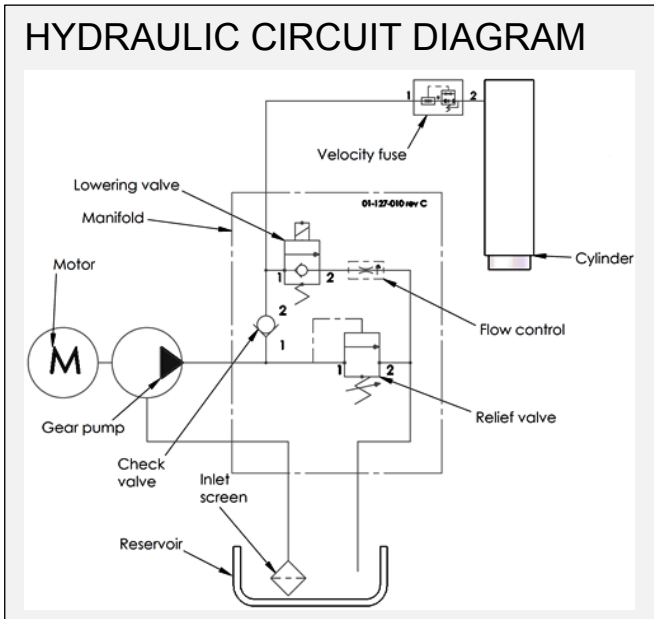 HYDRAULIC CIRCUIT DIAGRAM
1
2
Velocity fuse
Lowering valve
01-127-010 rev C
Manifold
Cylinder
Motor
1
2
2
Flow control
1
M
1
2
Relief valve
Gear pump
Check
valve
Inlet
screen
Reservoir